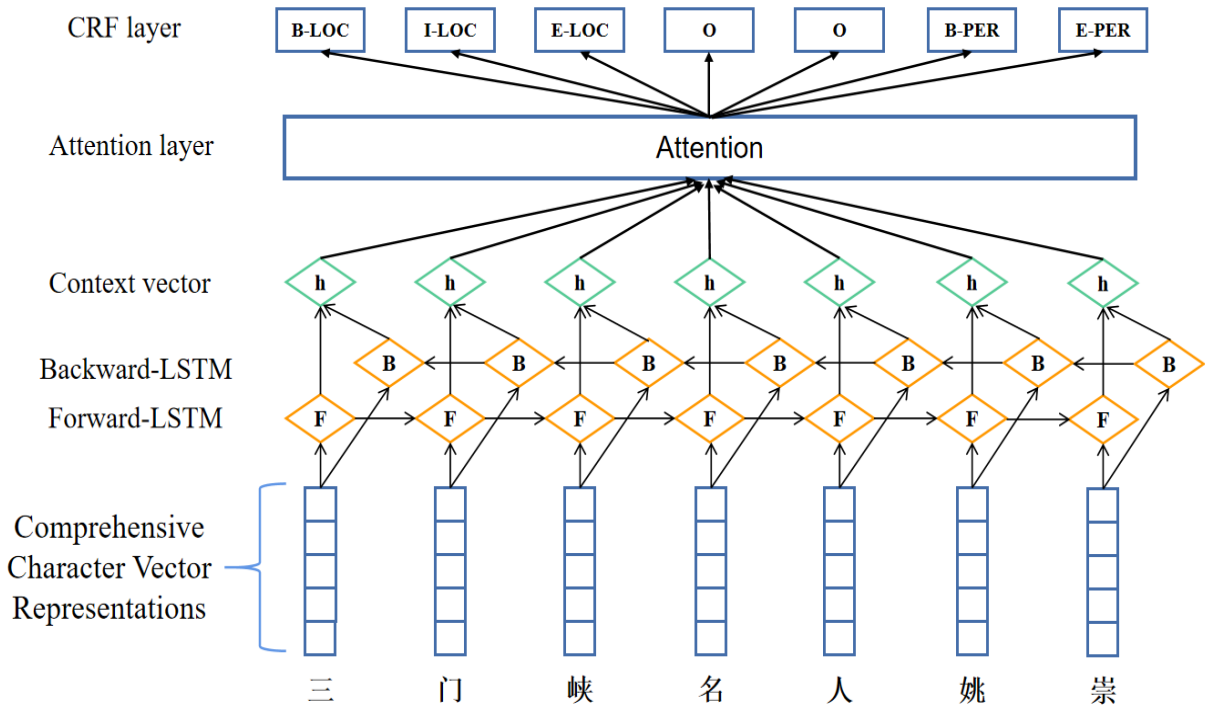 CRF layer
B-LOC I-LOC E-LOC O O B-PER E-PER
Attention layer
Attention
Context vector
h h h h h h h
Backward-LSTM
B B B B B B B
Forward-LSTM
F F F F F F F
Comprehensive
Character Vector
Representations
三 门 峡 名 人 姚 崇